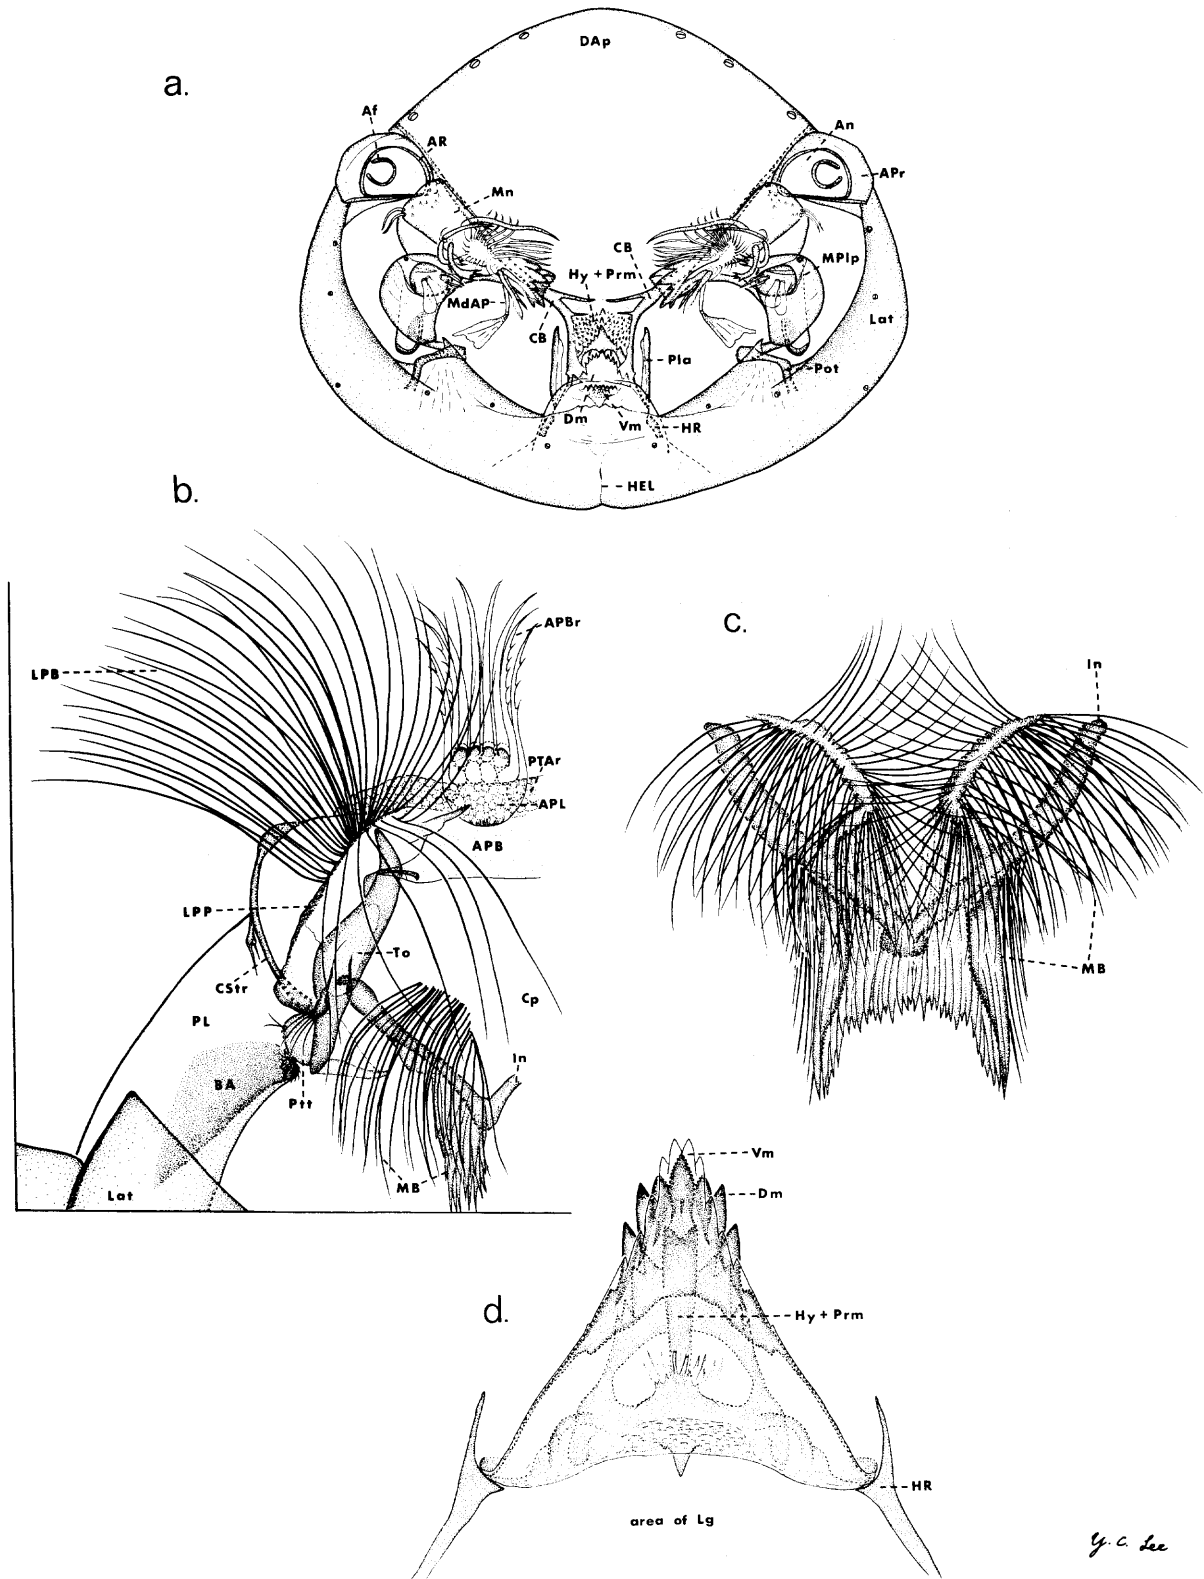 a.
DAp
Af
AR
An
APr
Mn
CB
Hy + Prm
MPlp
MdAP
CB
Lat
Pla
Pot
Dm
Vm
HR
HEL
b.
APBr
LPB
PTAr
APL
APB
LPP
To
CStr
Cp
PL
In
BA
Ptt
MB
Lat
c.
In
MB
Vm
Dm
d.
Hy + Prm
HR
area of Lg
Y. C. Lee